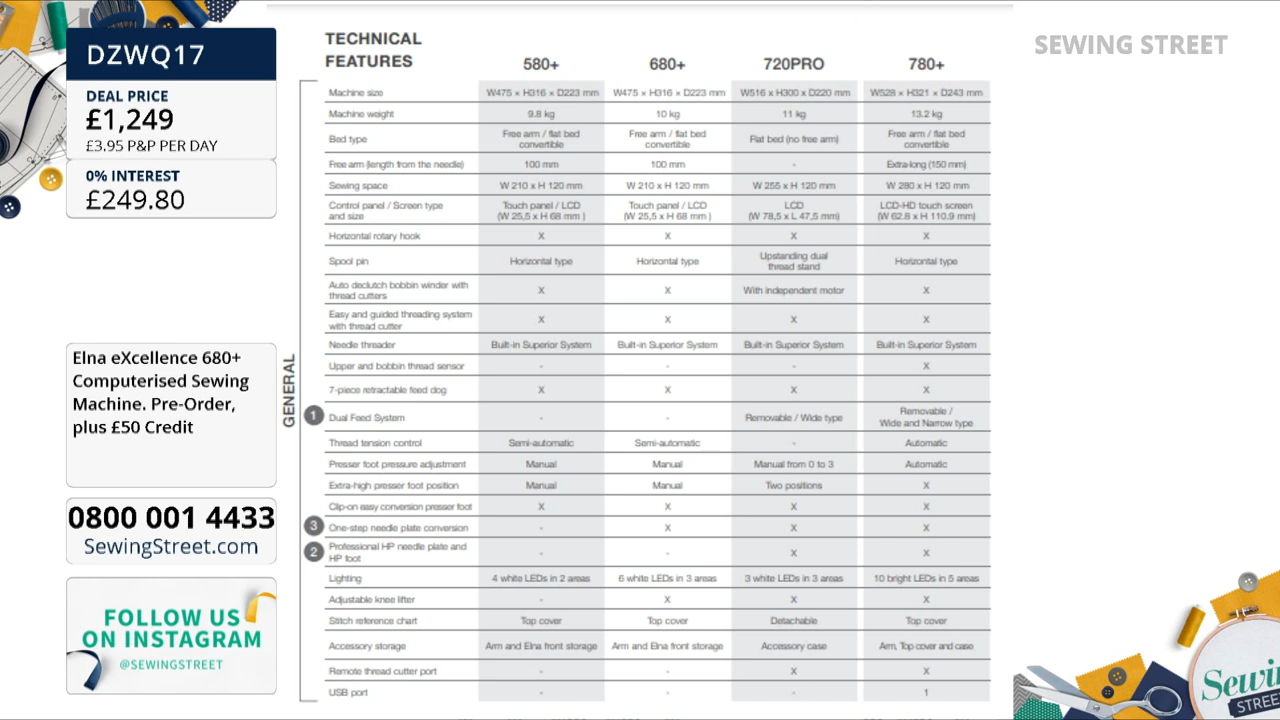 DZWQ17
DEAL PRICE
£1,249
£3.95 P&P PER DAY
0% INTEREST
£249.80
Elna eXcellence 680+
Computerised Sewing
Machine. Pre-Order,
plus £50 Credit
0800 001 4433
SewingStreet.com
FOLLOW US
ON INSTAGRAM
@SEWINGSTREET
SEWING STREET
TECHNICAL
FEATURES
580+ 680+ 720PRO 780+
GENERAL
Machine size W475 x H316 x D223 mm W475 x H316 x D223 mm W516 x H300 x D220 mm W528 x H321 x D243 mm
Machine weight 9.8 kg 10 kg 11 kg 13.2 kg
Bed type Free arm / flat bed convertible Free arm / flat bed convertible Flat bed (no free arm) Free arm / flat bed convertible
Free arm (length from the needle) 100 mm 100 mm - Extra-long (150 mm)
Sewing space W 210 x H 120 mm W 210 x H 120 mm W 255 x H 120 mm W 280 x H 120 mm
Control panel / Screen type and size Touch panel / LCD (W 25,5 x H 68 mm ) Touch panel / LCD (W 25,5 x H 68 mm ) LCD (W 78,5 x L 47,5 mm) LCD-HD touch screen (W 62.8 x H 110.9 mm)
Horizontal rotary hook X X X X
Spool pin Horizontal type Horizontal type Upstanding dual thread stand Horizontal type
Auto declutch bobbin winder with thread cutters X X With independent motor X
Easy and guided threading system with thread cutter X X X X
Needle threader Built-in Superior System Built-in Superior System Built-in Superior System Built-in Superior System
Upper and bobbin thread sensor - - - X
7-piece retractable feed dog X X X X
1 Dual Feed System - - Removable / Wide type Removable / Wide and Narrow type
Thread tension control Semi-automatic Semi-automatic - Automatic
Presser foot pressure adjustment Manual Manual Manual from 0 to 3 Automatic
Extra-high presser foot position Manual Manual Two positions X
Clip-on easy conversion presser foot X X X X
3 One-step needle plate conversion - X X X
2 Professional HP needle plate and HP foot - - X X
Lighting 4 white LEDs in 2 areas 6 white LEDs in 3 areas 3 white LEDs in 3 areas 10 bright LEDs in 5 areas
Adjustable knee lifter - X X X
Stitch reference chart Top cover Top cover Detachable Top cover
Accessory storage Arm and Elna front storage Arm and Elna front storage Accessory case Arm, Top cover and case
Remote thread cutter port - - X X
USB port - - - 1
Sewin
STREE